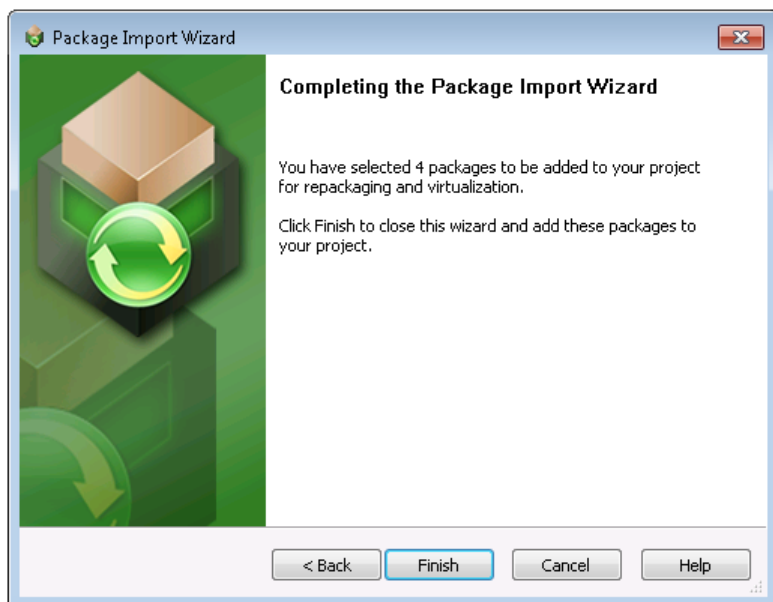 Package Import Wizard
Completing the Package Import Wizard
You have selected 4 packages to be added to your project
for repackaging and virtualization.
Click Finish to close this wizard and add these packages to
your project.
< Back Finish Cancel Help